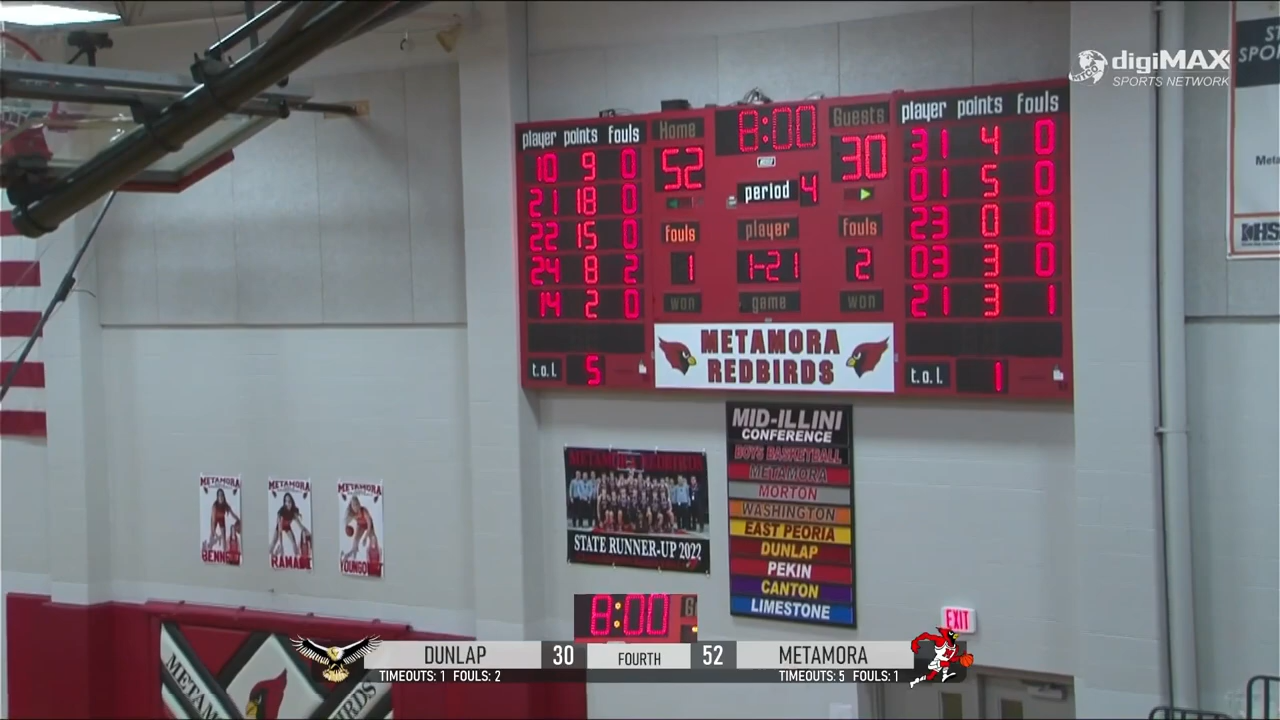 digiMAX
SPORTS NETWORK
player points fouls
10 9 0
21 18 0
22 15 0
24 8 2
14 2 0
t.o.l. 5
Home
52
8:00
Guests
30
period 4
fouls player fouls
1 1-21 2
won game won
METAMORA
REDBIRDS
player points fouls
31 4 0
01 5 0
23 0 0
03 3 0
21 3 1
t.o.l. 1
MID-ILLINI
CONFERENCE
BOYS BASKETBALL
METAMORA
MORTON
WASHINGTON
EAST PEORIA
DUNLAP
PEKIN
CANTON
LIMESTONE
METAMORA REDBIRDS
STATE RUNNER-UP 2022
METAMORA
METAMORA
METAMORA
EXIT
8:00
DUNLAP 30 FOURTH 52 METAMORA
TIMEOUTS: 1 FOULS: 2
TIMEOUTS: 5 FOULS: 1